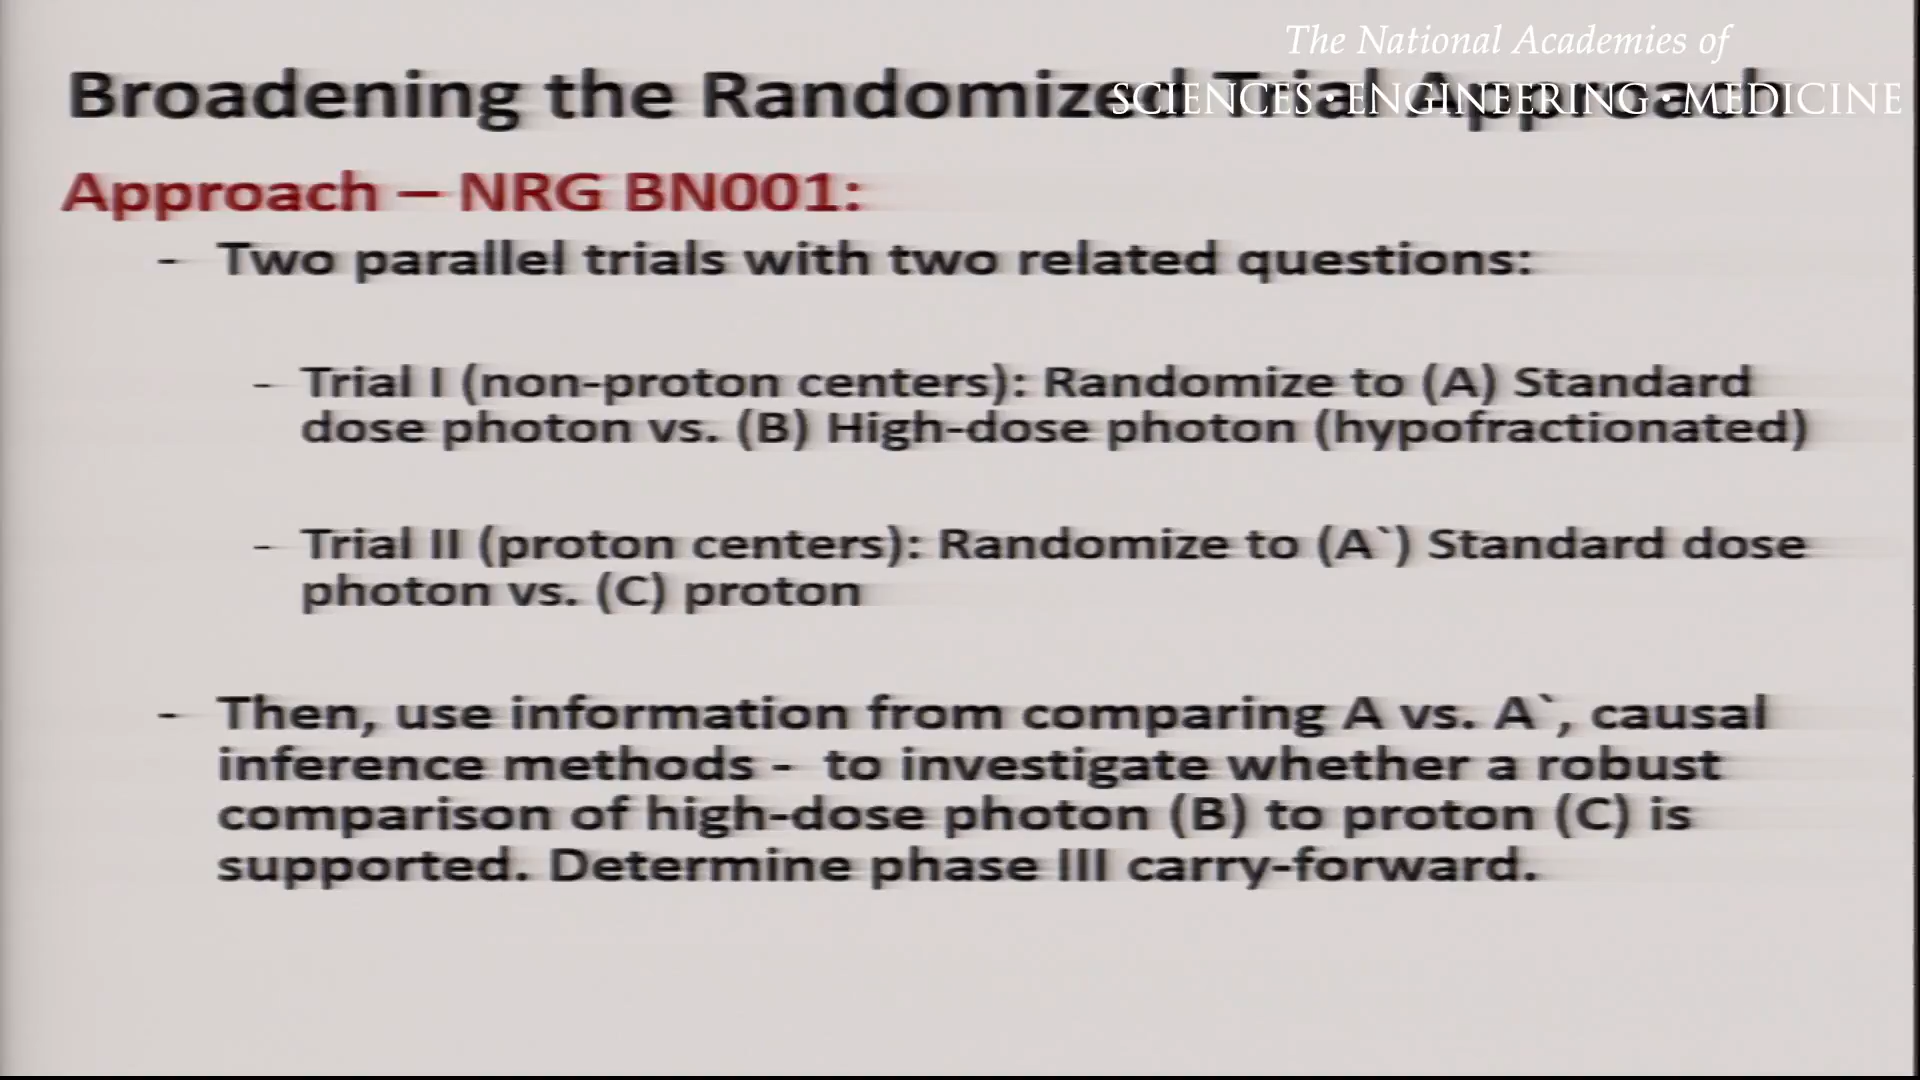 The National Academies of
SCIENCES · ENGINEERING · MEDICINE
Broadening the Randomized Trial Approach
Approach – NRG BN001:
- Two parallel trials with two related questions:
- Trial I (non-proton centers): Randomize to (A) Standard
dose photon vs. (B) High-dose photon (hypofractionated)
- Trial II (proton centers): Randomize to (A`) Standard dose
photon vs. (C) proton
- Then, use information from comparing A vs. A`, causal
inference methods - to investigate whether a robust
comparison of high-dose photon (B) to proton (C) is
supported. Determine phase III carry-forward.